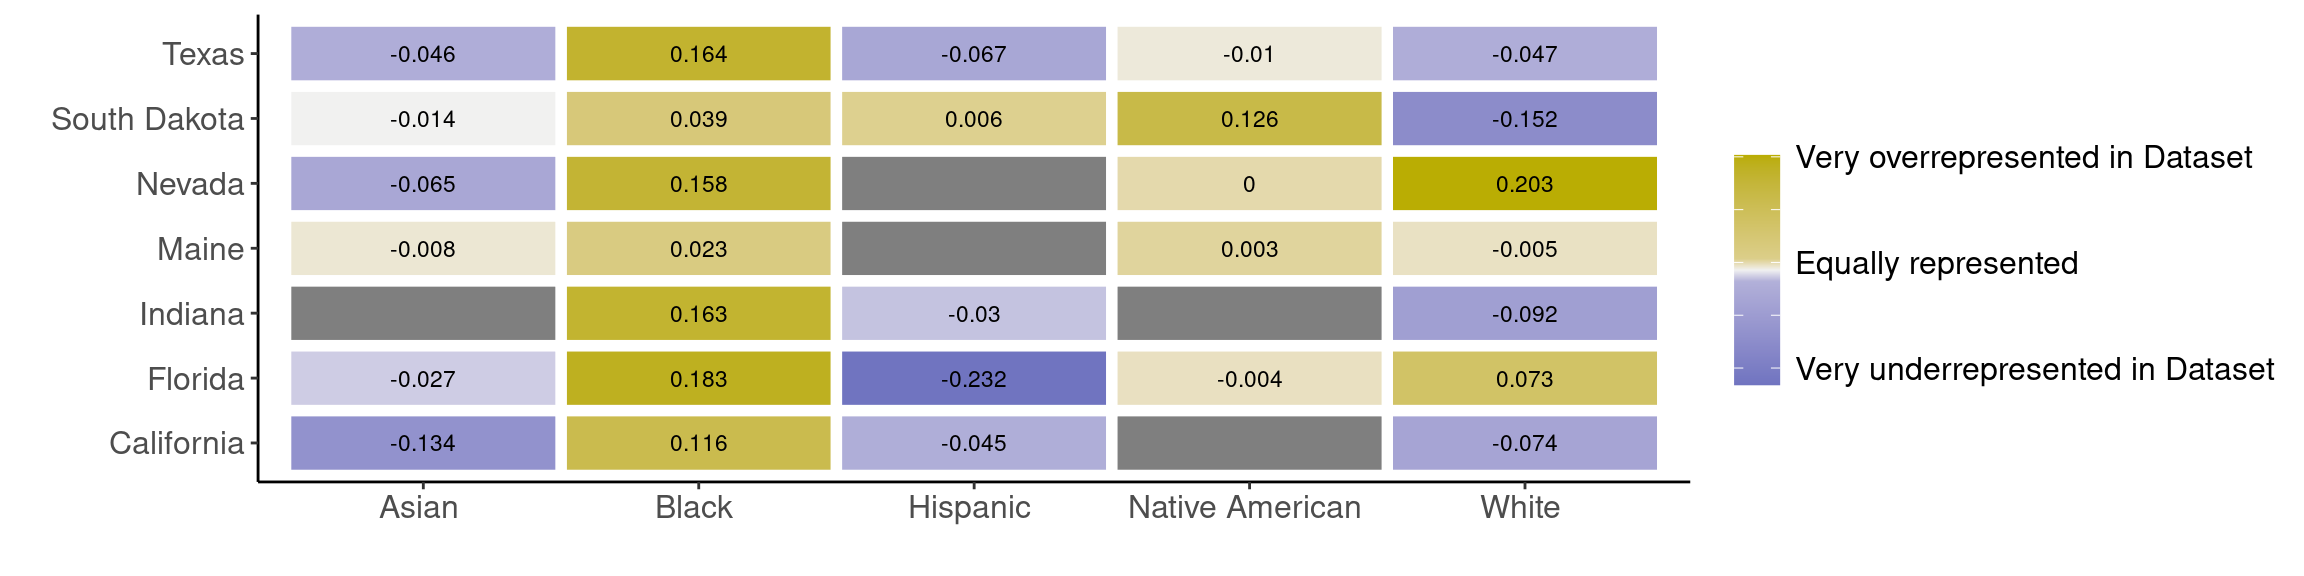 Texas -0.046 0.164 -0.067 -0.01 -0.047
South Dakota -0.014 0.039 0.006 0.126 -0.152
Nevada -0.065 0.158 0 0.203
Maine -0.008 0.023 0.003 -0.005
Indiana 0.163 -0.03 -0.092
Florida -0.027 0.183 -0.232 -0.004 0.073
California -0.134 0.116 -0.045 -0.074
Asian Black Hispanic Native American White
Very overrepresented in Dataset
Equally represented
Very underrepresented in Dataset